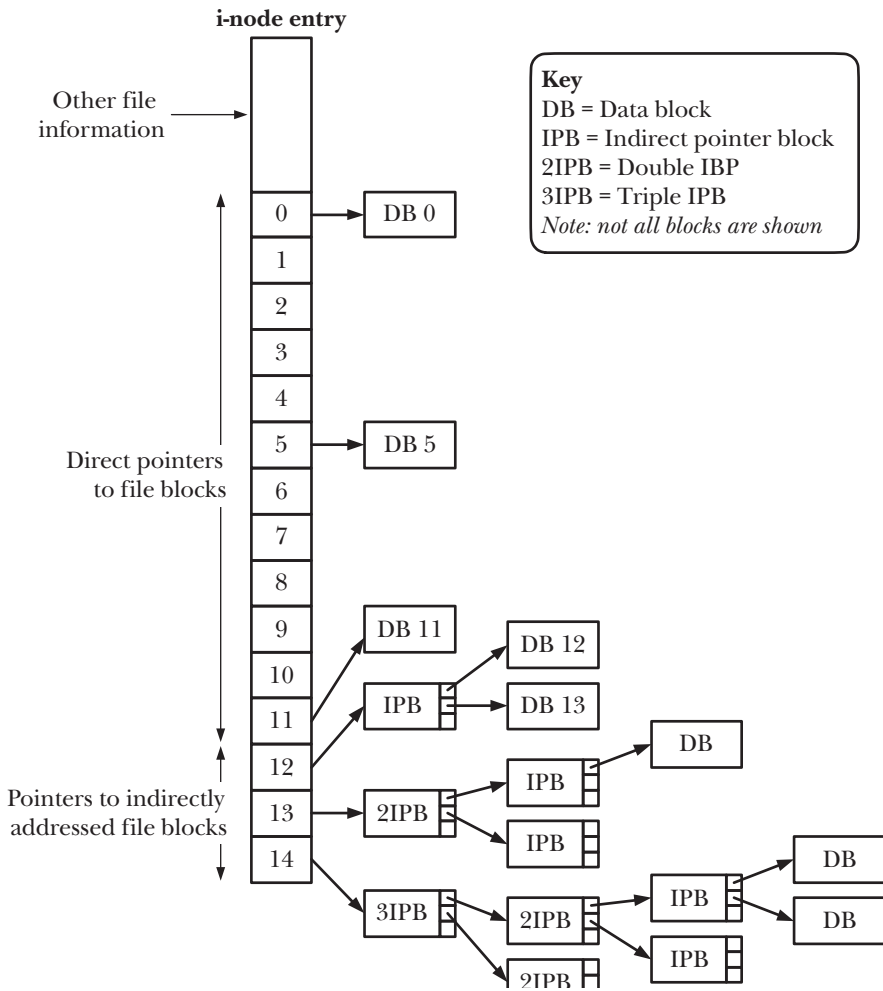 i-node entry
Other file
information
Key
DB = Data block
IPB = Indirect pointer block
2IPB = Double IBP
3IPB = Triple IPB
Note: not all blocks are shown
0
DB 0
1
2
3
4
5
DB 5
Direct pointers
to file blocks
6
7
8
9
DB 11
DB 12
10
11
IPB
DB 13
12
DB
Pointers to indirectly
addressed file blocks
13
2IPB
IPB
IPB
14
DB
3IPB
2IPB
IPB
DB
IPB
2IPB